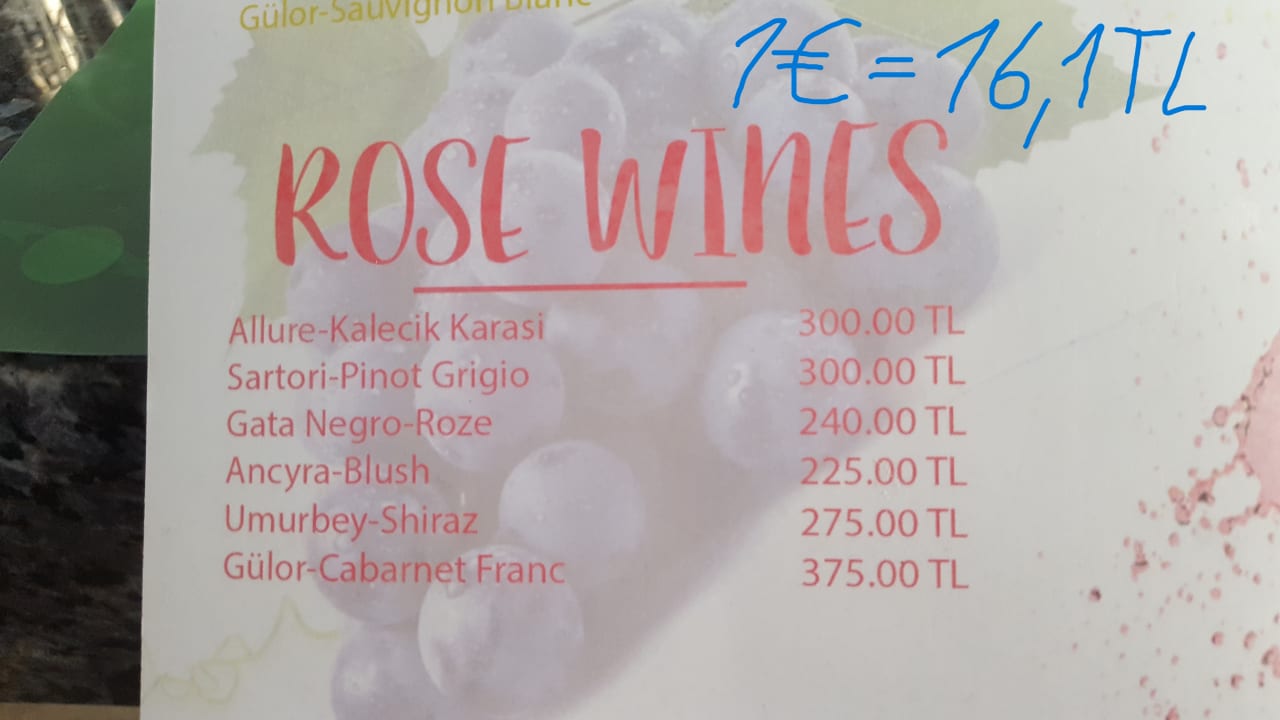 Gülor-Sauvignon Blanc
1€ = 16,1TL
ROSE WINES
Allure-Kalecik Karasi 300.00 TL
Sartori-Pinot Grigio 300.00 TL
Gata Negro-Roze 240.00 TL
Ancyra-Blush 225.00 TL
Umurbey-Shiraz 275.00 TL
Gülor-Cabarnet Franc 375.00 TL